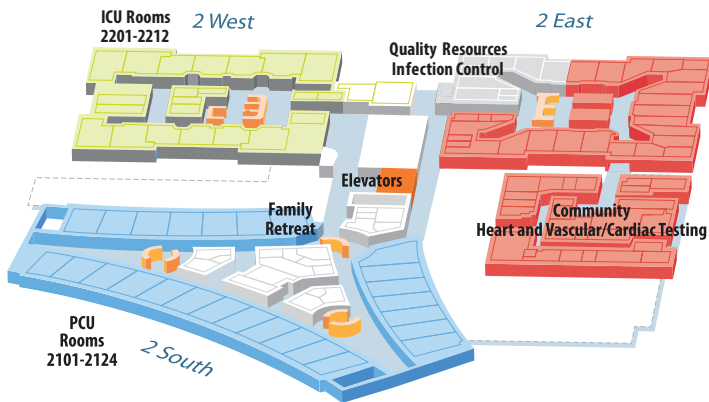 ICU Rooms
2201-2212
2 West
2 East
Quality Resources
Infection Control
Elevators
Family
Retreat
Community
Heart and Vascular/Cardiac Testing
PCU
Rooms
2101-2124
2 South